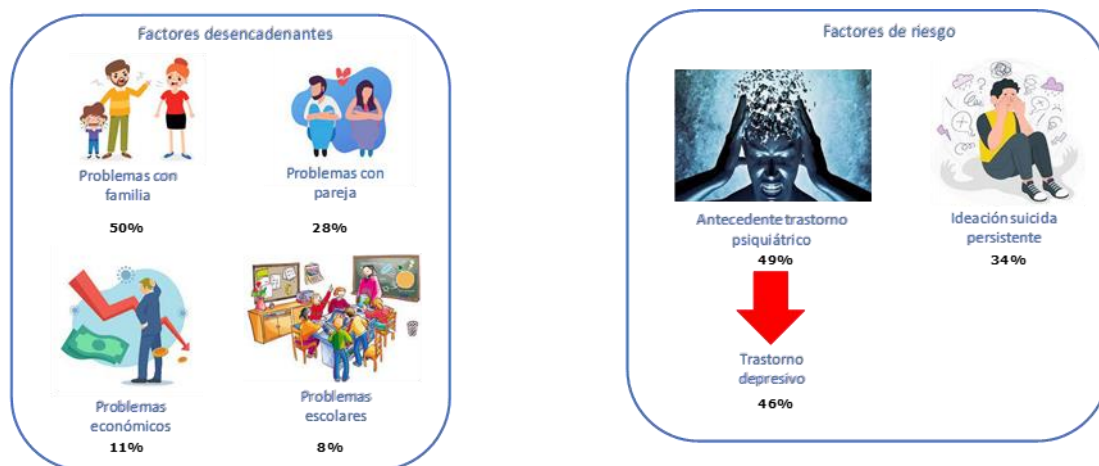 Factores desencadenantes
Problemas con
familia
50%
Problemas con
pareja
28%
Problemas
económicos
11%
Problemas
escolares
8%
Factores de riesgo
Antecedente trastorno
psiquiátrico
49%
Ideación suicida
persistente
34%
Trastorno
depresivo
46%